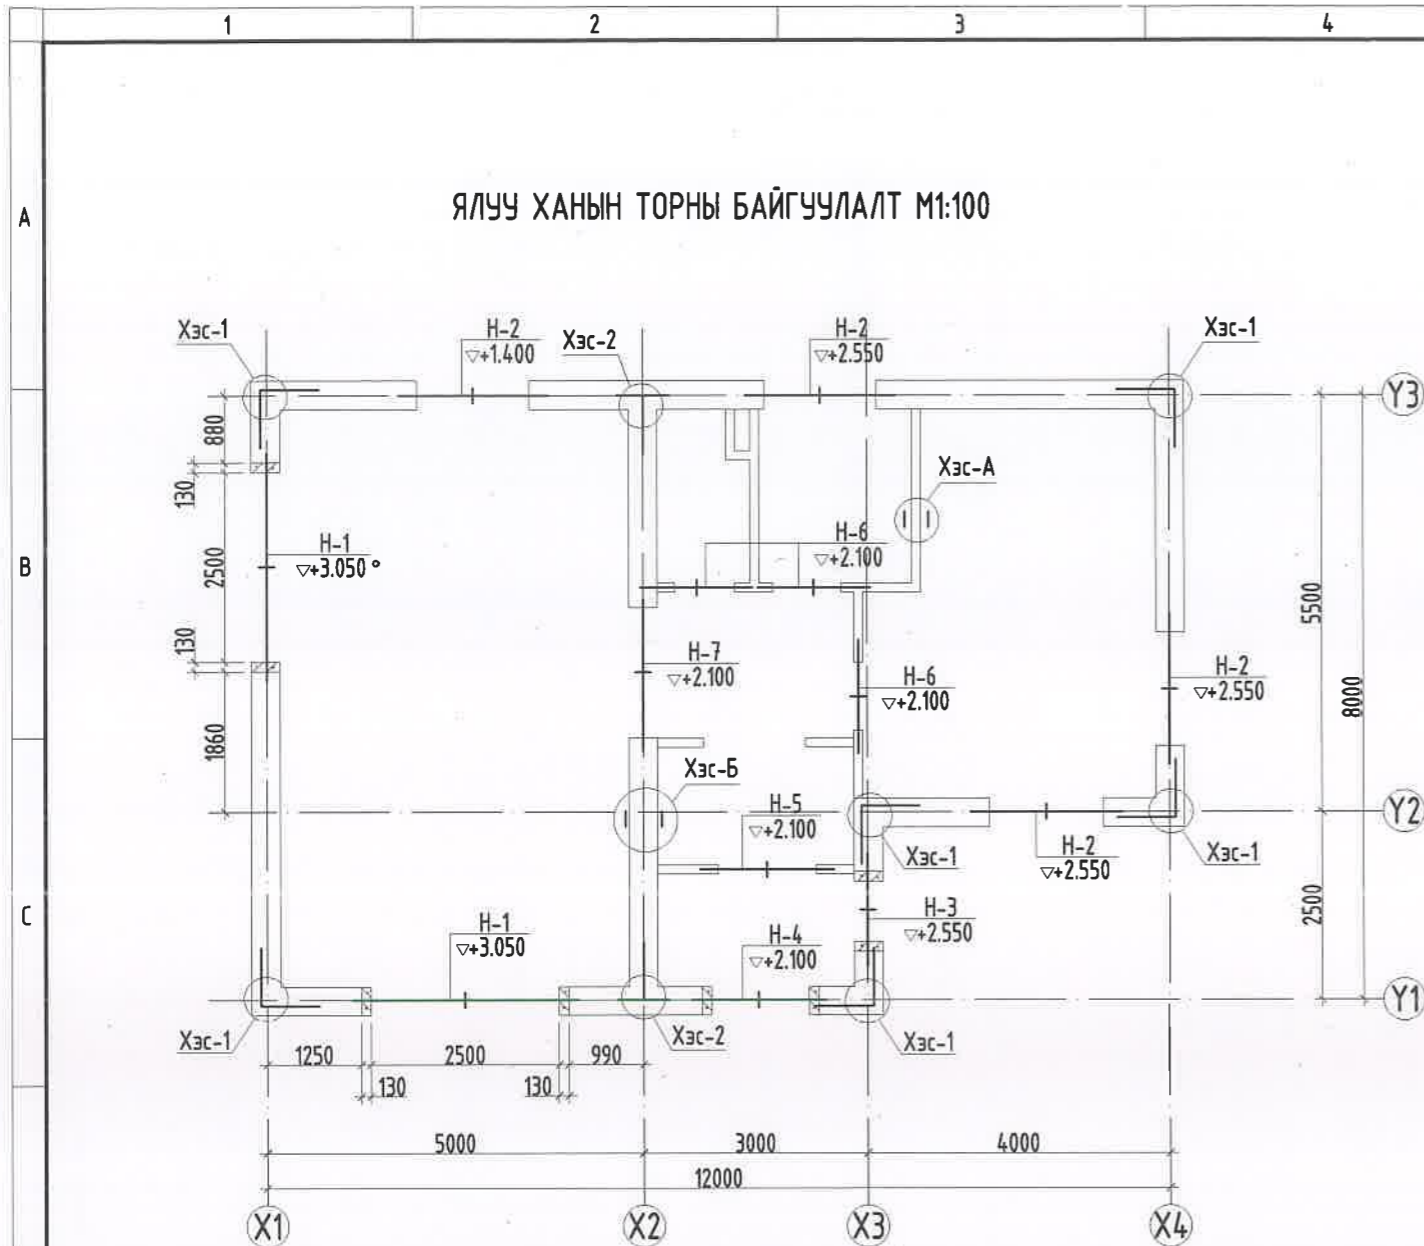 1 2 3 4
A
ЯЛУУ ХАНЫН ТОРНЫ БАЙГУУЛАЛТ М1:100
Хэс-1
Н-2
▽+1.400
Хэс-2
Н-2
▽+2.550
Хэс-1
Y3
880
130
Хэс-А
B
Н-1
▽+3.050
2500
Н-6
▽+2.100
5500
130
Н-7
▽+2.100
Н-6
▽+2.100
Н-2
▽+2.550
8000
1860
Хэс-Б
Н-5
▽+2.100
Y2
Хэс-1
Н-2
▽+2.550
Хэс-1
C
Н-1
▽+3.050
Н-4
▽+2.100
Н-3
▽+2.550
2500
Y1
Хэс-1
Хэс-2
Хэс-1
1250 2500 990
130 130
5000 3000 4000
12000
X1 X2 X3 X4